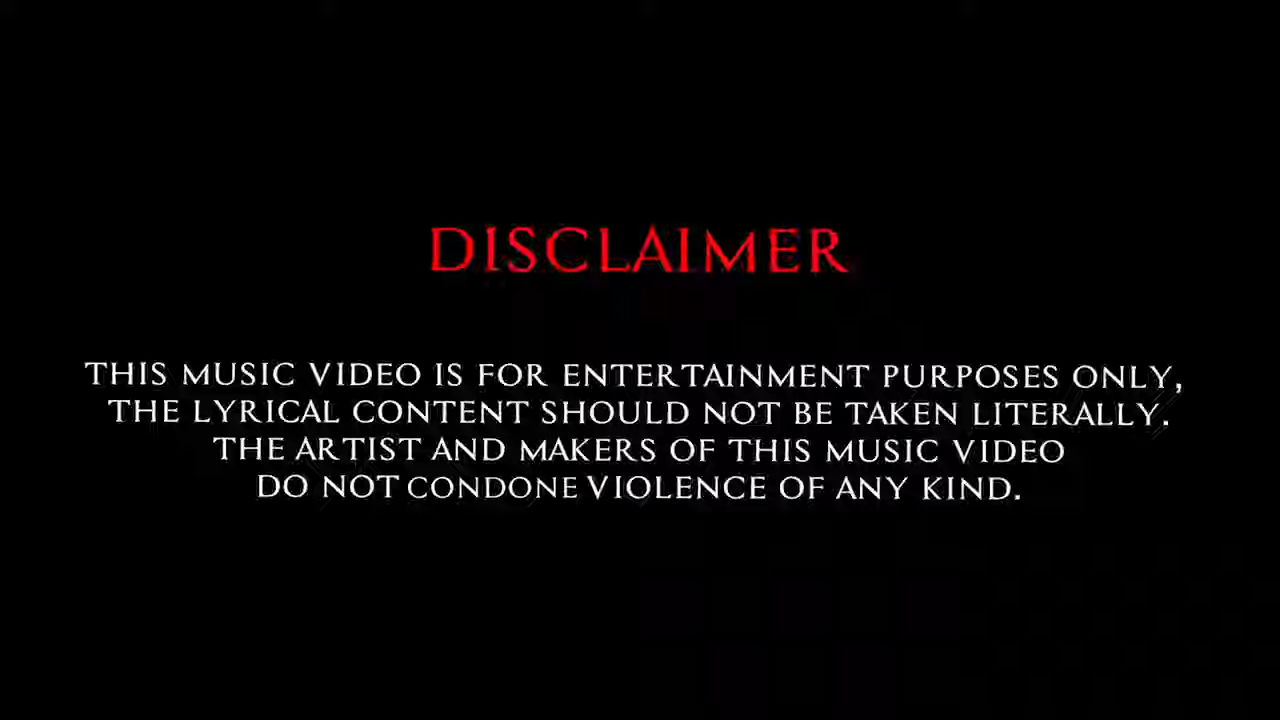 DISCLAIMER
THIS MUSIC VIDEO IS FOR ENTERTAINMENT PURPOSES ONLY,
THE LYRICAL CONTENT SHOULD NOT BE TAKEN LITERALLY.
THE ARTIST AND MAKERS OF THIS MUSIC VIDEO
DO NOT CONDONE VIOLENCE OF ANY KIND.